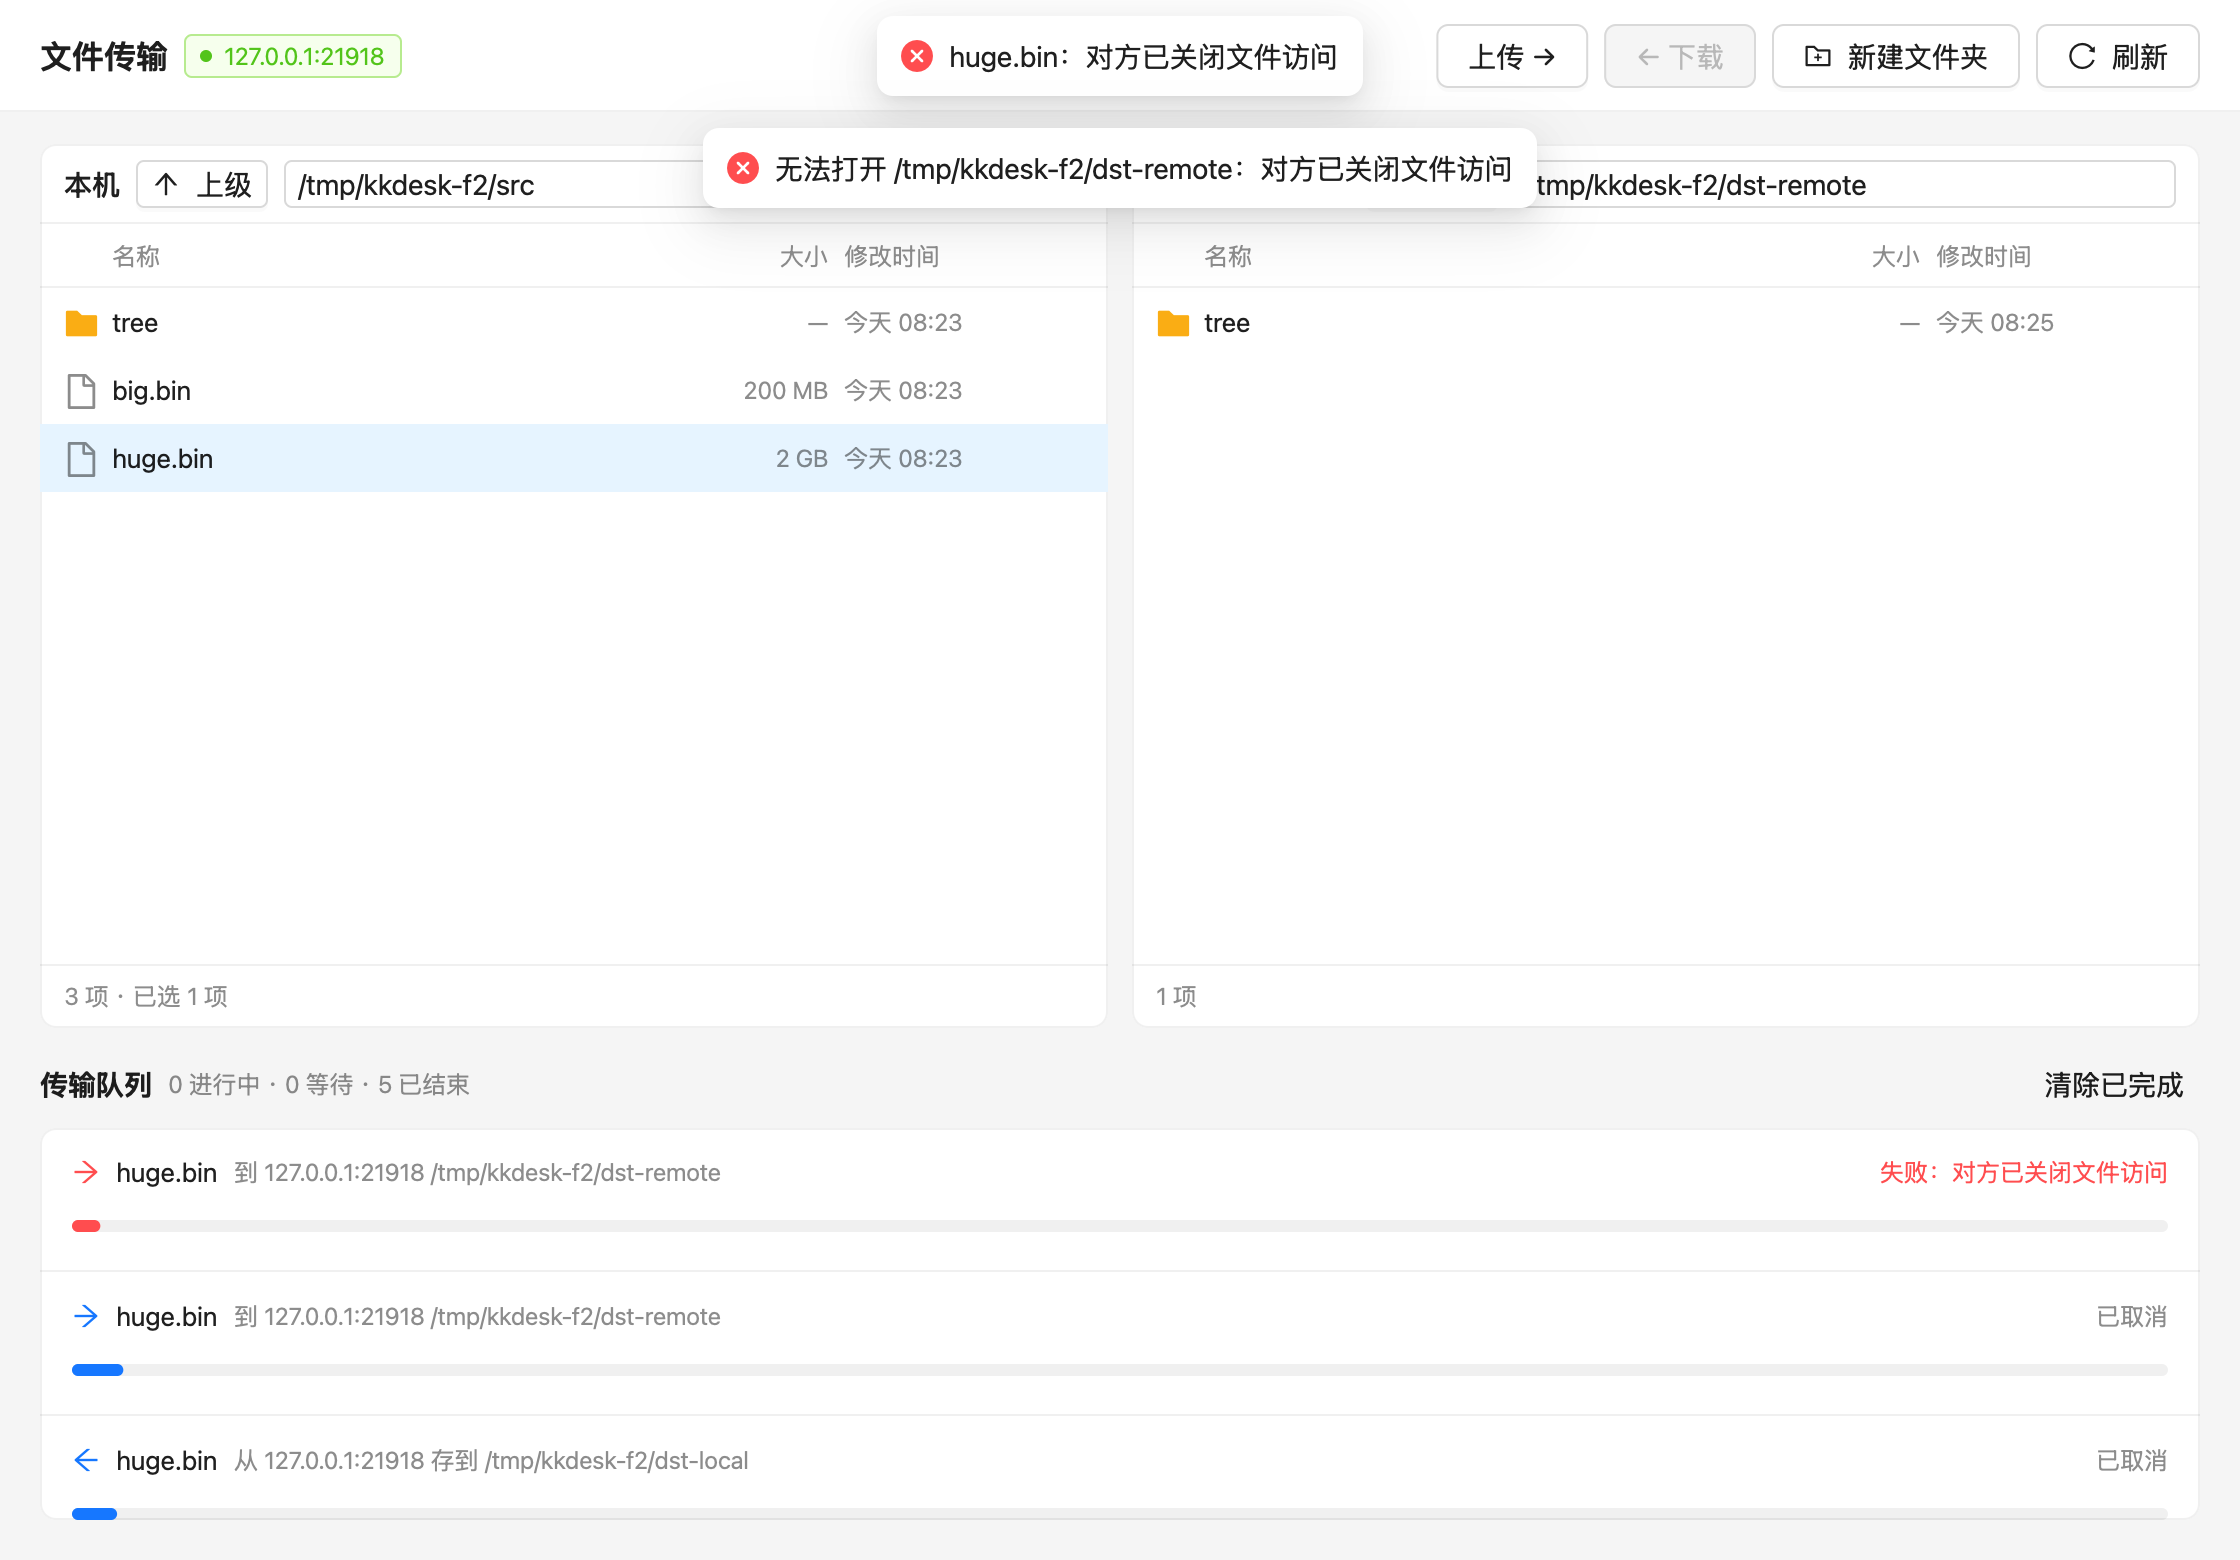 文件传输 127.0.0.1:21918
huge.bin：对方已关闭文件访问
上传 → ← 下载 新建文件夹 刷新
无法打开 /tmp/kkdesk-f2/dst-remote：对方已关闭文件访问
本机 ↑ 上级 /tmp/kkdesk-f2/src
tmp/kkdesk-f2/dst-remote
名称 大小 修改时间
tree — 今天 08:23
big.bin 200 MB 今天 08:23
huge.bin 2 GB 今天 08:23
3 项 · 已选 1 项
名称 大小 修改时间
tree — 今天 08:25
1 项
传输队列 0 进行中 · 0 等待 · 5 已结束 清除已完成
→ huge.bin 到 127.0.0.1:21918 /tmp/kkdesk-f2/dst-remote 失败：对方已关闭文件访问
→ huge.bin 到 127.0.0.1:21918 /tmp/kkdesk-f2/dst-remote 已取消
← huge.bin 从 127.0.0.1:21918 存到 /tmp/kkdesk-f2/dst-local 已取消